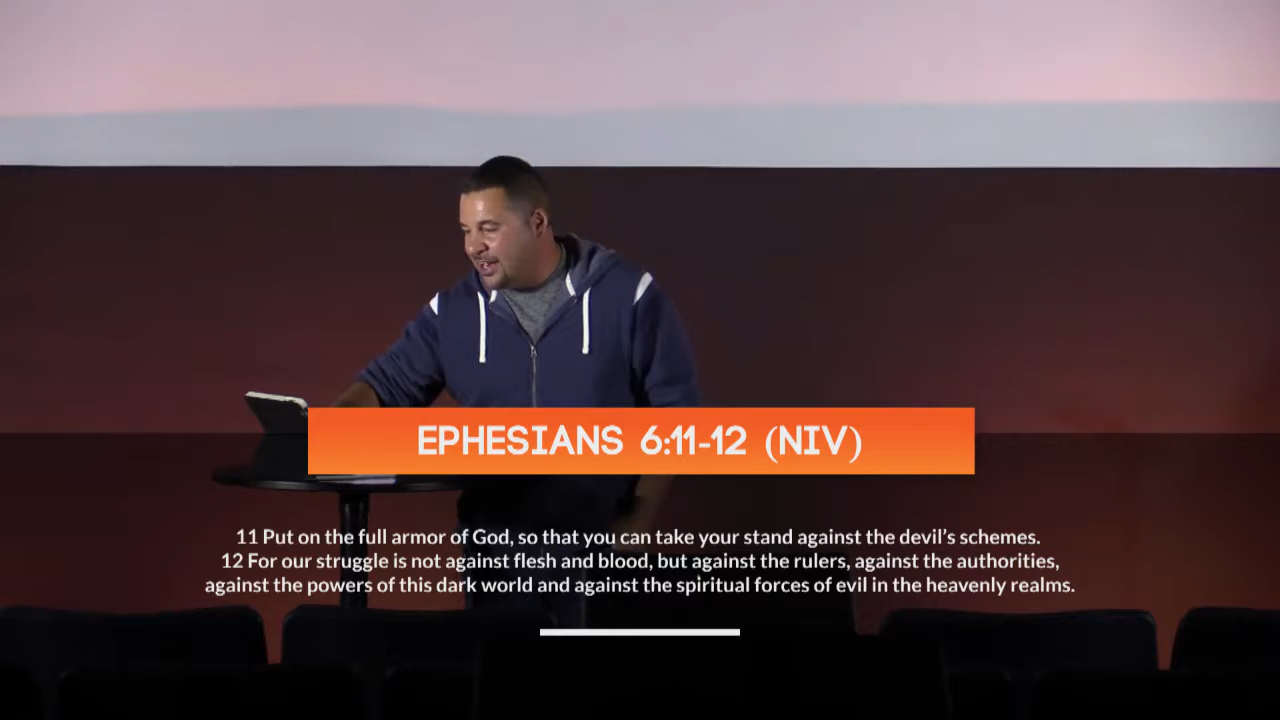 EPHESIANS 6:11-12 (NIV)
11 Put on the full armor of God, so that you can take your stand against the devil's schemes.
12 For our struggle is not against flesh and blood, but against the rulers, against the authorities,
against the powers of this dark world and against the spiritual forces of evil in the heavenly realms.